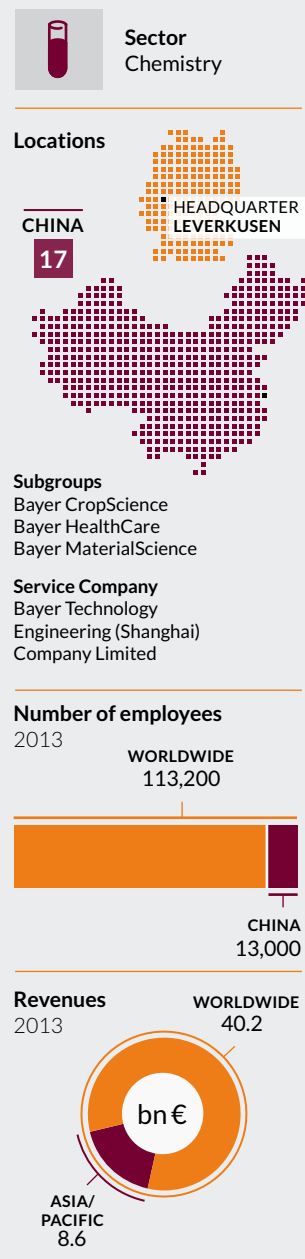 Sector
Chemistry
Locations
HEADQUARTER
LEVERKUSEN
CHINA
17
Subgroups
Bayer CropScience
Bayer HealthCare
Bayer MaterialScience
Service Company
Bayer Technology
Engineering (Shanghai)
Company Limited
Number of employees
2013
WORLDWIDE
113,200
CHINA
13,000
Revenues
2013
WORLDWIDE
40.2
bn €
ASIA/
PACIFIC
8.6